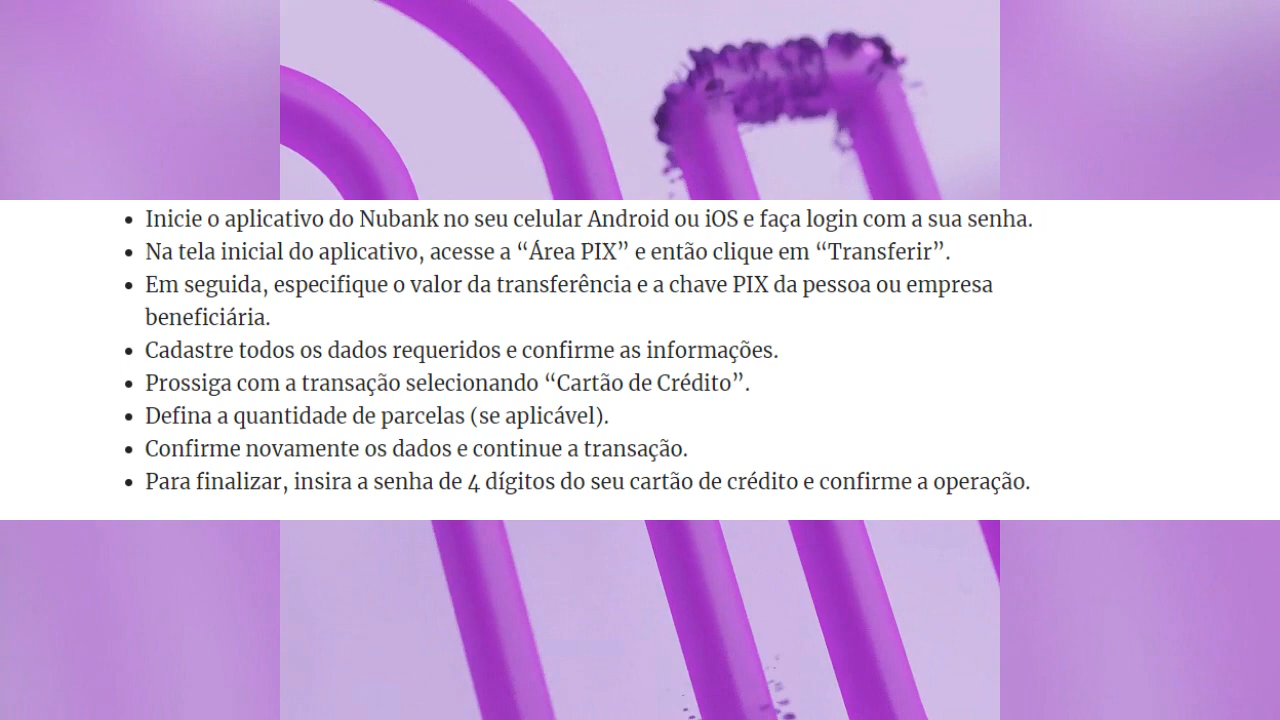 • Inicie o aplicativo do Nubank no seu celular Android ou iOS e faça login com a sua senha.
• Na tela inicial do aplicativo, acesse a “Área PIX” e então clique em “Transferir”.
• Em seguida, especifique o valor da transferência e a chave PIX da pessoa ou empresa
beneficiária.
• Cadastre todos os dados requeridos e confirme as informações.
• Prossiga com a transação selecionando “Cartão de Crédito”.
• Defina a quantidade de parcelas (se aplicável).
• Confirme novamente os dados e continue a transação.
• Para finalizar, insira a senha de 4 dígitos do seu cartão de crédito e confirme a operação.